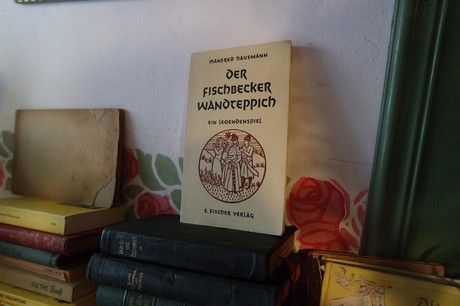 MANFRED HAUSMANN
DER
FISCHBECKER
WANDTEPPICH
EIN LEGENDENSPIEL
S. FISCHER VERLAG